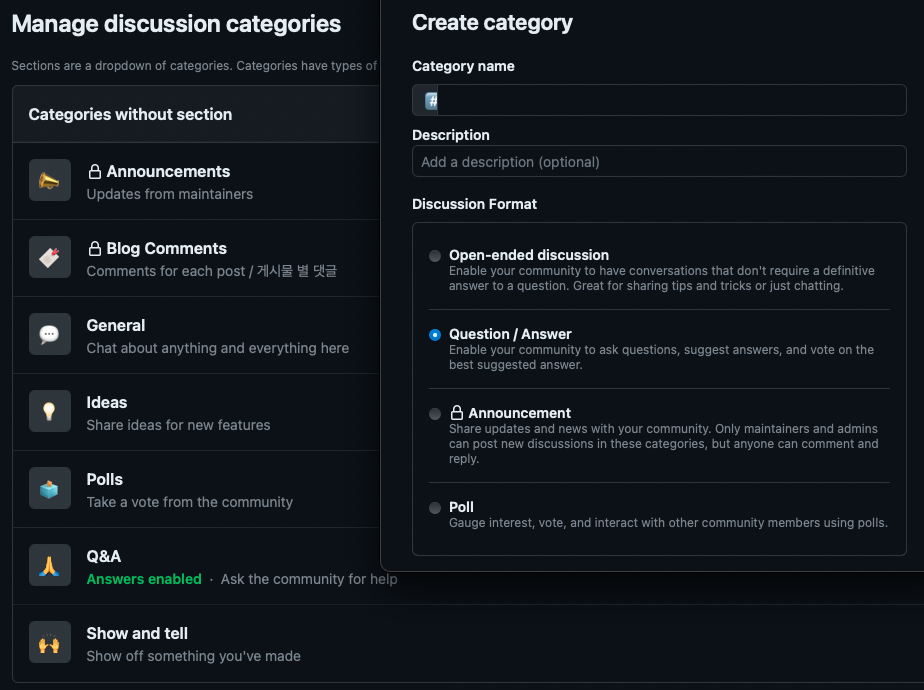 Manage discussion categories
Sections are a dropdown of categories. Categories have types of
Categories without section
Announcements
Updates from maintainers
Blog Comments
Comments for each post / 게시물 별 댓글
General
Chat about anything and everything here
Ideas
Share ideas for new features
Polls
Take a vote from the community
Q&A
Answers enabled · Ask the community for help
Show and tell
Show off something you've made
Create category
Category name
#
Description
Add a description (optional)
Discussion Format
Open-ended discussion
Enable your community to have conversations that don't require a definitive
answer to a question. Great for sharing tips and tricks or just chatting.
Question / Answer
Enable your community to ask questions, suggest answers, and vote on the
best suggested answer.
Announcement
Share updates and news with your community. Only maintainers and admins
can post new discussions in these categories, but anyone can comment and
reply.
Poll
Gauge interest, vote, and interact with other community members using polls.